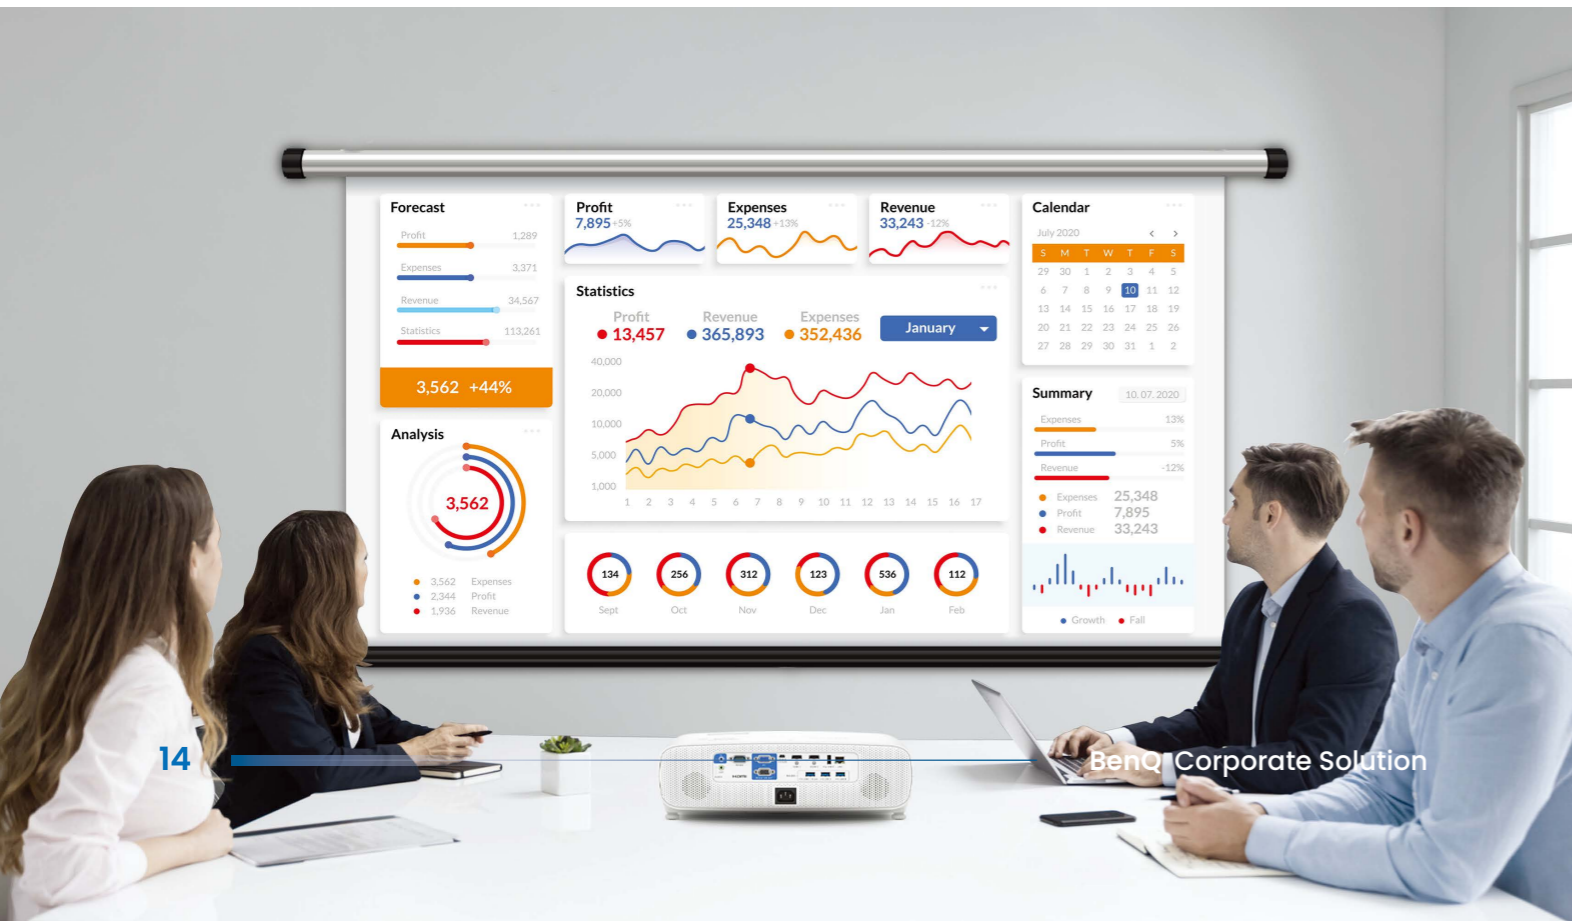 Forecast
Profit 1,289
Expenses 3,371
Revenue 34,567
Statistics 113,261
3,562 +44%
Analysis
3,562
3,562 Expenses
2,344 Profit
1,936 Revenue
Profit
7,895 +5%
Expenses
25,348 +13%
Revenue
33,243 -12%
Statistics
Profit Revenue Expenses
13,457 365,893 352,436
January
40,000
20,000
10,000
5,000
1,000
1 2 3 4 5 6 7 8 9 10 11 12 13 14 15 16 17
134 256 312 123 536 112
Sept Oct Nov Dec Jan Feb
Calendar
July 2020 < >
S M T W T F S
29 30 1 2 3 4 5
6 7 8 9 10 11 12
13 14 15 16 17 18 19
20 21 22 23 24 25 26
27 28 29 30 31 1 2
Summary 10. 07. 2020
Expenses 13%
Profit 5%
Revenue -12%
Expenses 25,348
Profit 7,895
Revenue 33,243
Growth Fall
14
BenQ Corporate Solution